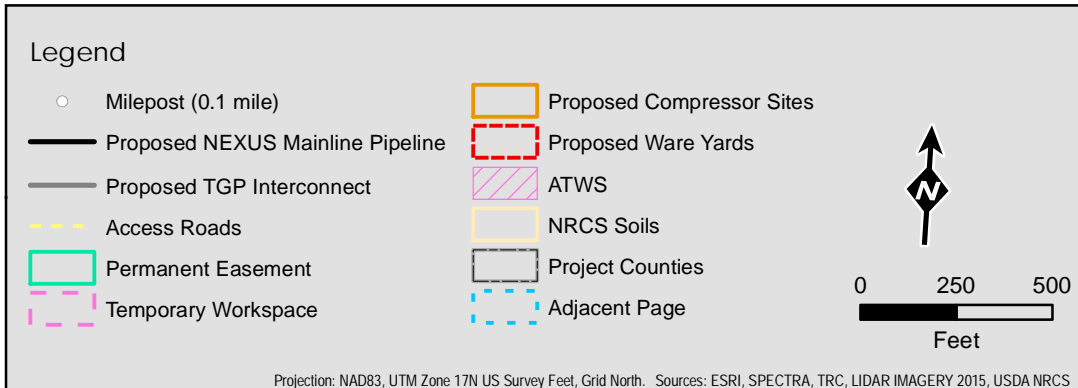 Legend
Milepost (0.1 mile)
Proposed NEXUS Mainline Pipeline
Proposed TGP Interconnect
Access Roads
Permanent Easement
Temporary Workspace
Proposed Compressor Sites
Proposed Ware Yards
ATWS
NRCS Soils
Project Counties
Adjacent Page
N
0 250 500
Feet
Projection: NAD83, UTM Zone 17N US Survey Feet, Grid North. Sources: ESRI, SPECTRA, TRC, LIDAR IMAGERY 2015, USDA NRCS